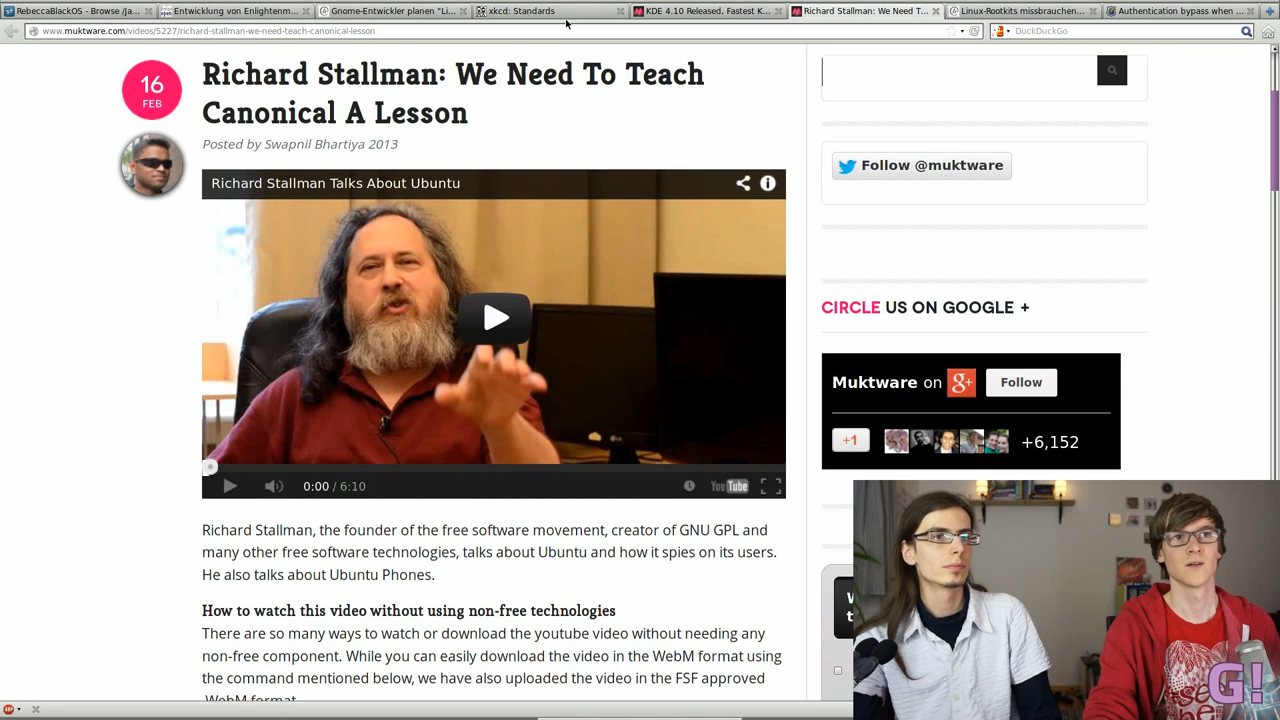 RebeccaBlackOS - Browse /Ja...
Entwicklung von Enlightenm...
Gnome-Entwickler planen "Li...
xkcd: Standards
KDE 4.10 Released, Fastest K...
Richard Stallman: We Need T...
Linux-Rootkits missbrauchen...
Authentication bypass when ...
www.muktware.com/videos/5227/richard-stallman-we-need-teach-canonical-lesson
DuckDuckGo
16
FEB
Richard Stallman: We Need To Teach
Canonical A Lesson
Posted by Swapnil Bhartiya 2013
Richard Stallman Talks About Ubuntu
0:00 / 6:10
YouTube
Richard Stallman, the founder of the free software movement, creator of GNU GPL and
many other free software technologies, talks about Ubuntu and how it spies on its users.
He also talks about Ubuntu Phones.
How to watch this video without using non-free technologies
There are so many ways to watch or download the youtube video without needing any
non-free component. While you can easily download the video in the WebM format using
the command mentioned below, we have also uploaded the video in the FSF approved
WebM format.
Follow @muktware
CIRCLE US ON GOOGLE +
Muktware on g+ Follow
+1
+6,152
G!
ABP